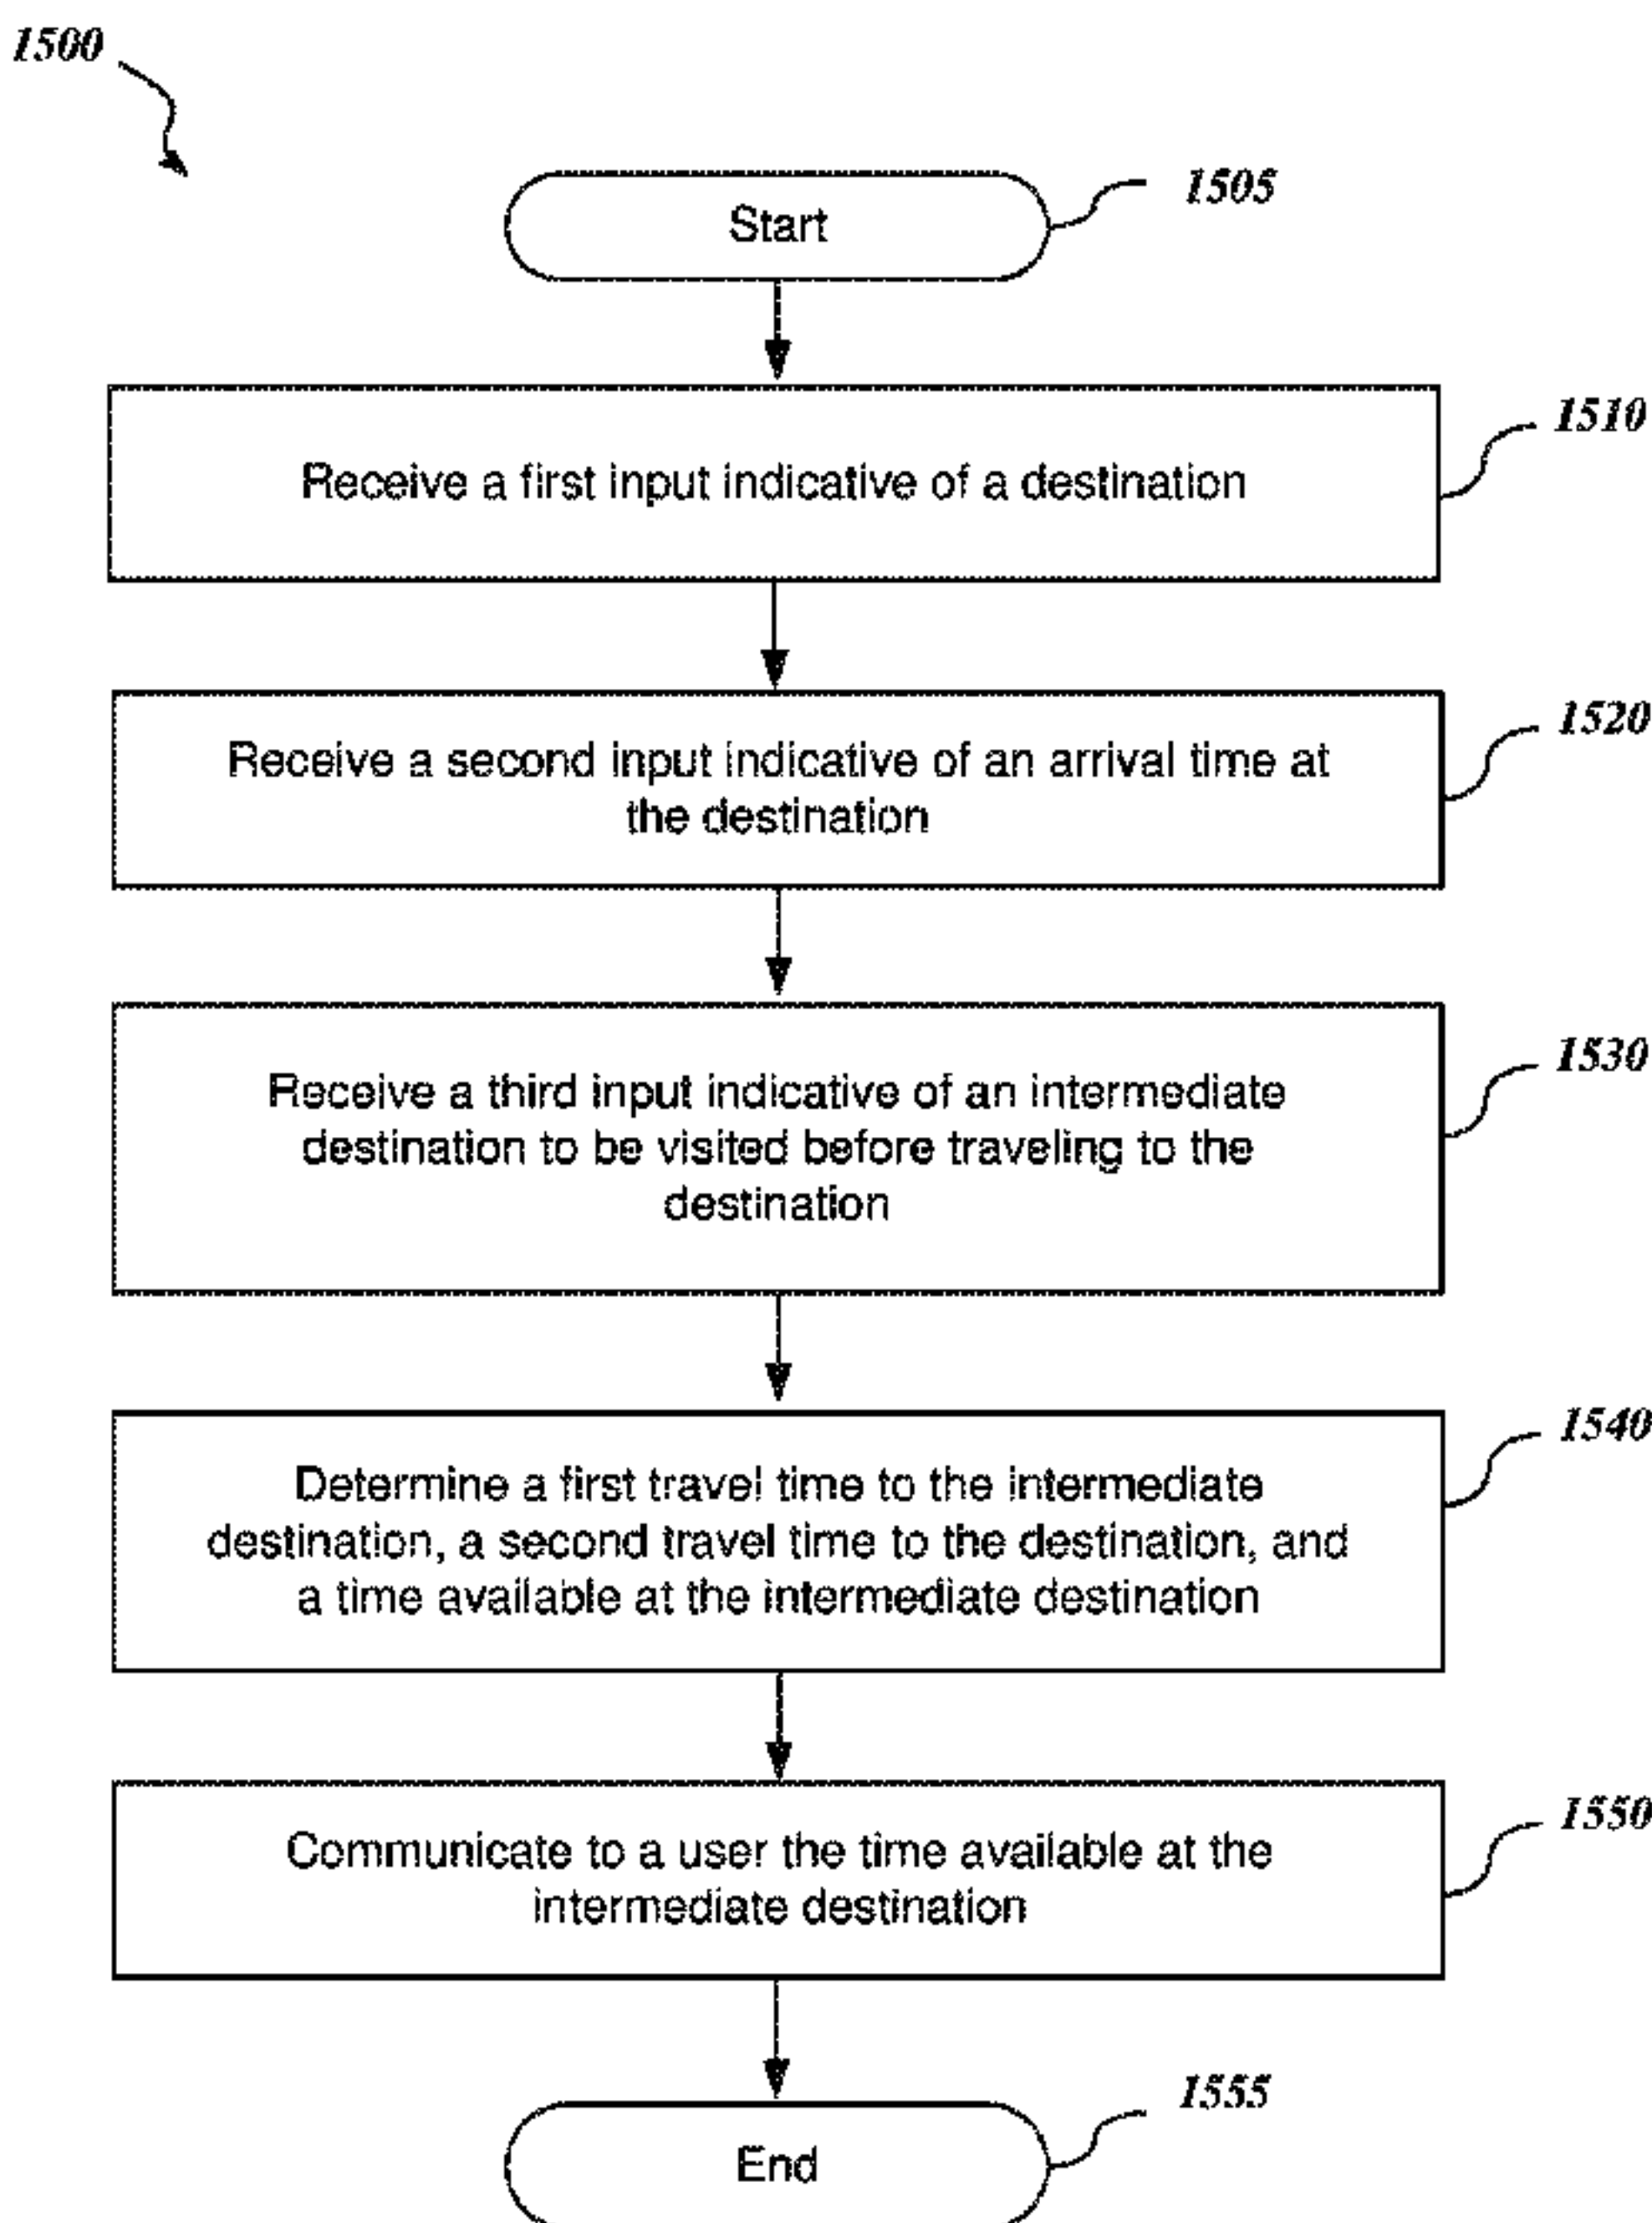 1500
Start
1505
Receive a first input indicative of a destination
1510
Receive a second input indicative of an arrival time at
the destination
1520
Receive a third input indicative of an intermediate
destination to be visited before traveling to the
destination
1530
Determine a first travel time to the intermediate
destination, a second travel time to the destination, and
a time available at the intermediate destination
1540
Communicate to a user the time available at the
intermediate destination
1550
End
1555